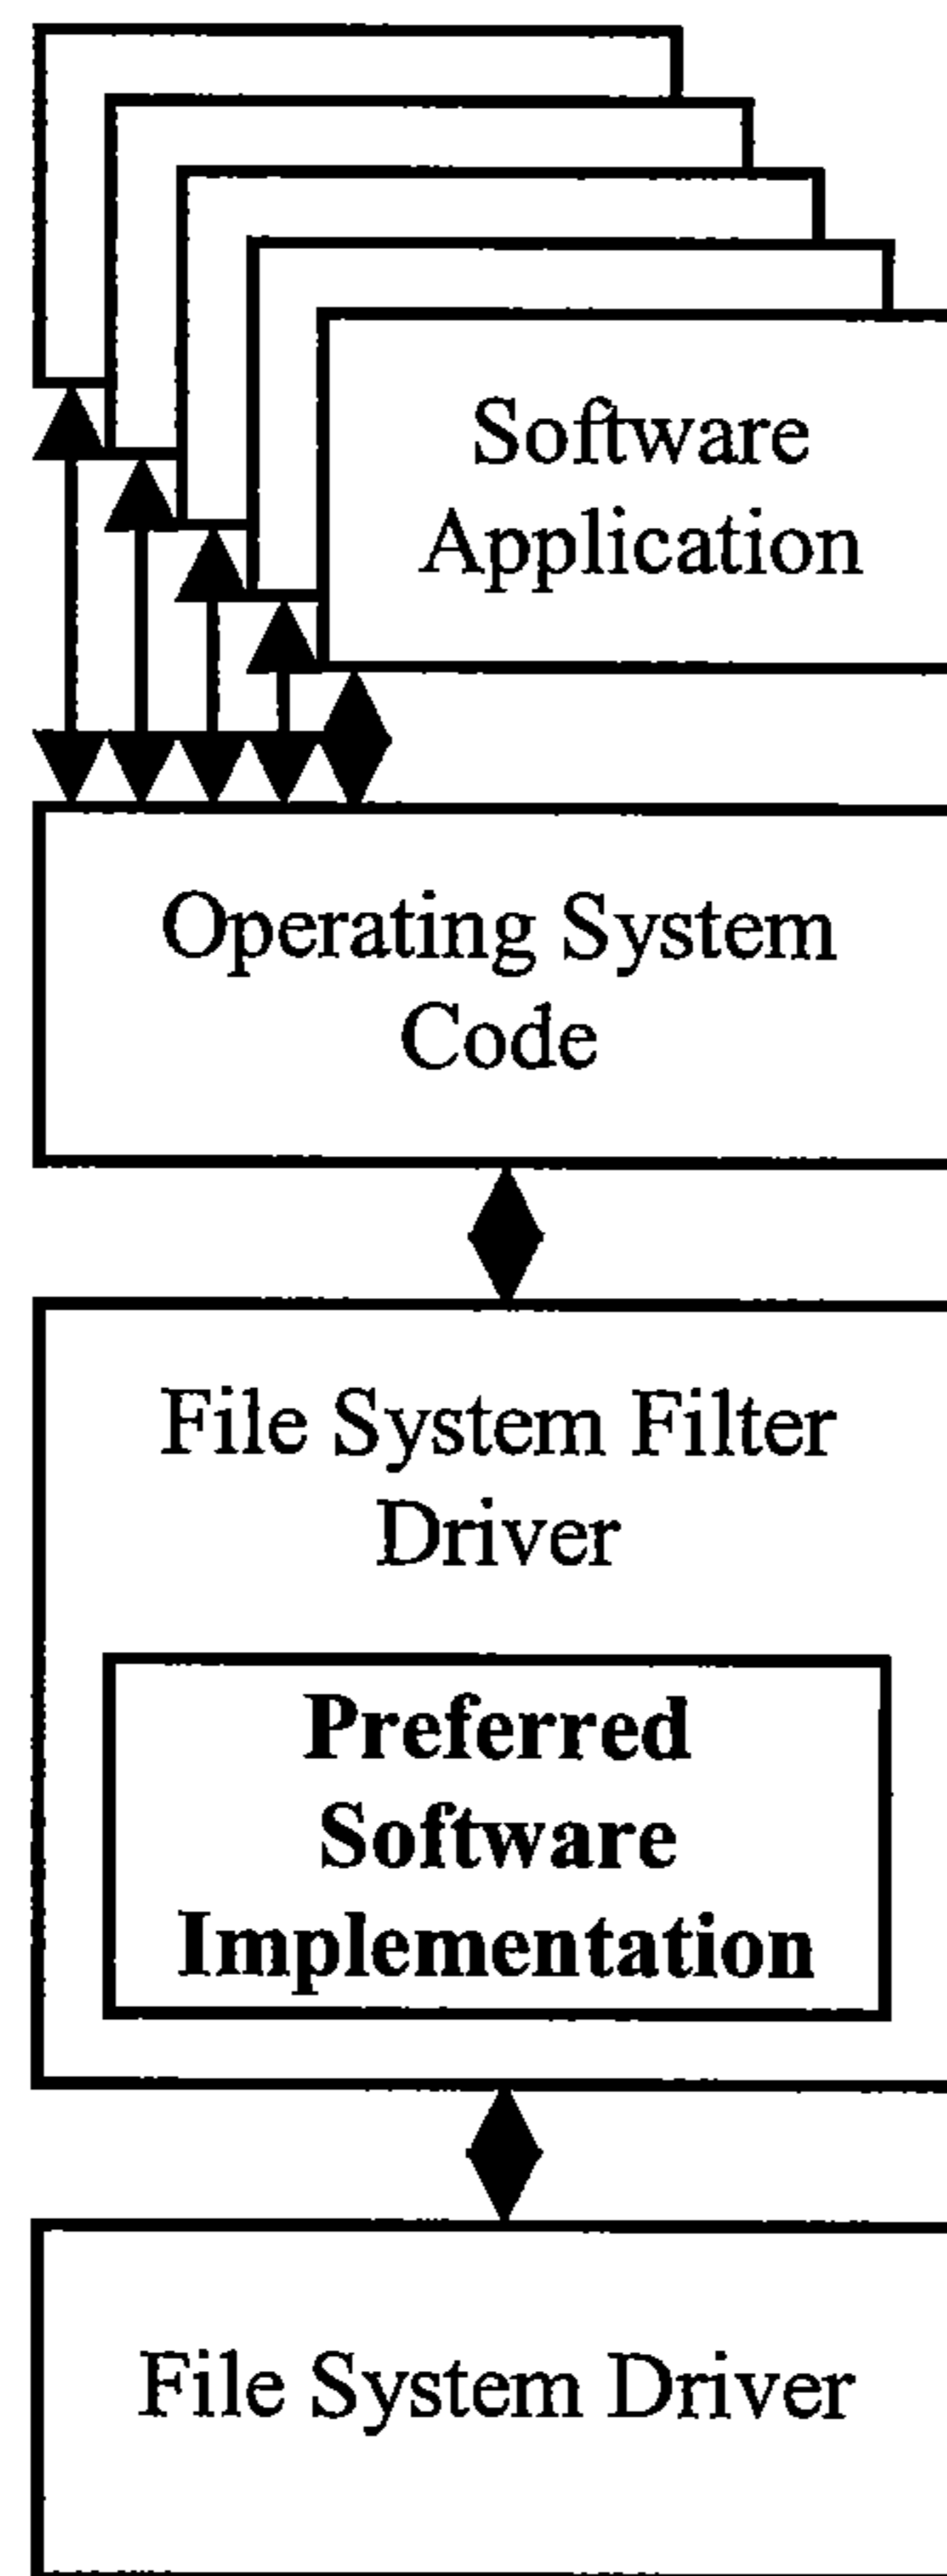 Software
Application
Operating System
Code
File System Filter
Driver
Preferred
Software
Implementation
File System Driver